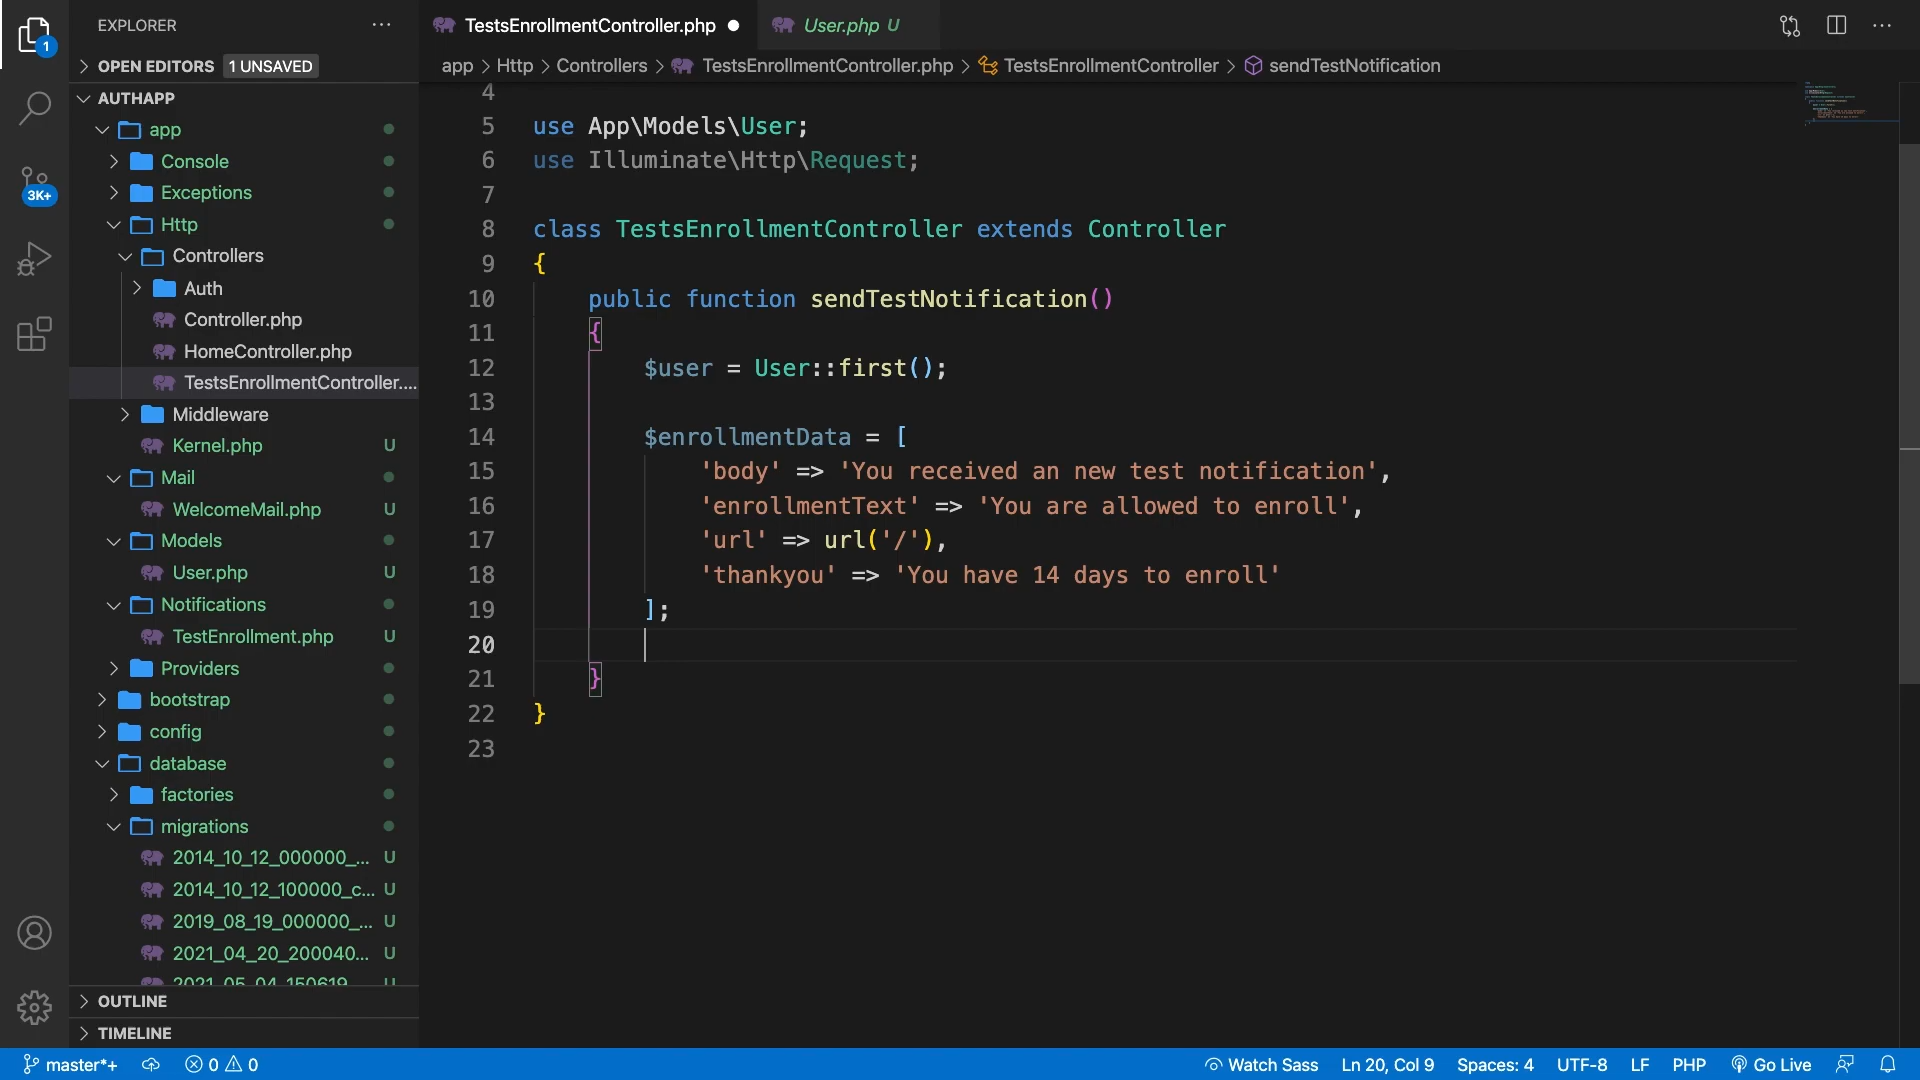 EXPLORER
1
OPEN EDITORS 1 UNSAVED
AUTHAPP
app
Console
Exceptions
Http
Controllers
Auth
Controller.php
HomeController.php
TestsEnrollmentController....
Middleware
Kernel.php U
Mail
WelcomeMail.php U
Models
User.php U
Notifications
TestEnrollment.php U
Providers
bootstrap
config
database
factories
migrations
2014_10_12_000000_... U
2014_10_12_100000_c... U
2019_08_19_000000_... U
2021_04_20_200040... U
2021_05_04_150619 U
OUTLINE
TIMELINE
3K+
TestsEnrollmentController.php
User.php U
app > Http > Controllers > TestsEnrollmentController.php > TestsEnrollmentController > sendTestNotification
4
5 use App\Models\User;
6 use Illuminate\Http\Request;
7
8 class TestsEnrollmentController extends Controller
9 {
10 public function sendTestNotification()
11 {
12 $user = User::first();
13
14 $enrollmentData = [
15 'body' => 'You received an new test notification',
16 'enrollmentText' => 'You are allowed to enroll',
17 'url' => url('/'),
18 'thankyou' => 'You have 14 days to enroll'
19 ];
20
21 }
22 }
23
master*+ 0 0 Watch Sass Ln 20, Col 9 Spaces: 4 UTF-8 LF PHP Go Live